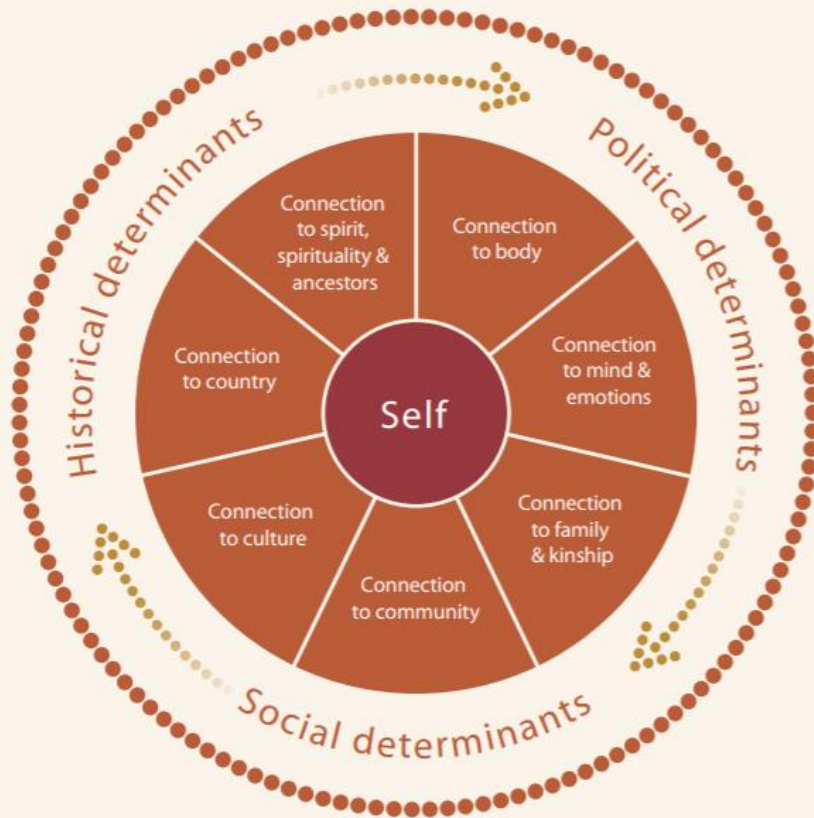 Historical determinants
Political determinants
Connection
to spirit,
spirituality &
ancestors
Connection
to body
Connection
to country
Connection
to mind &
emotions
Self
Connection
to culture
Connection
to family
& kinship
Connection
to community
Social determinants